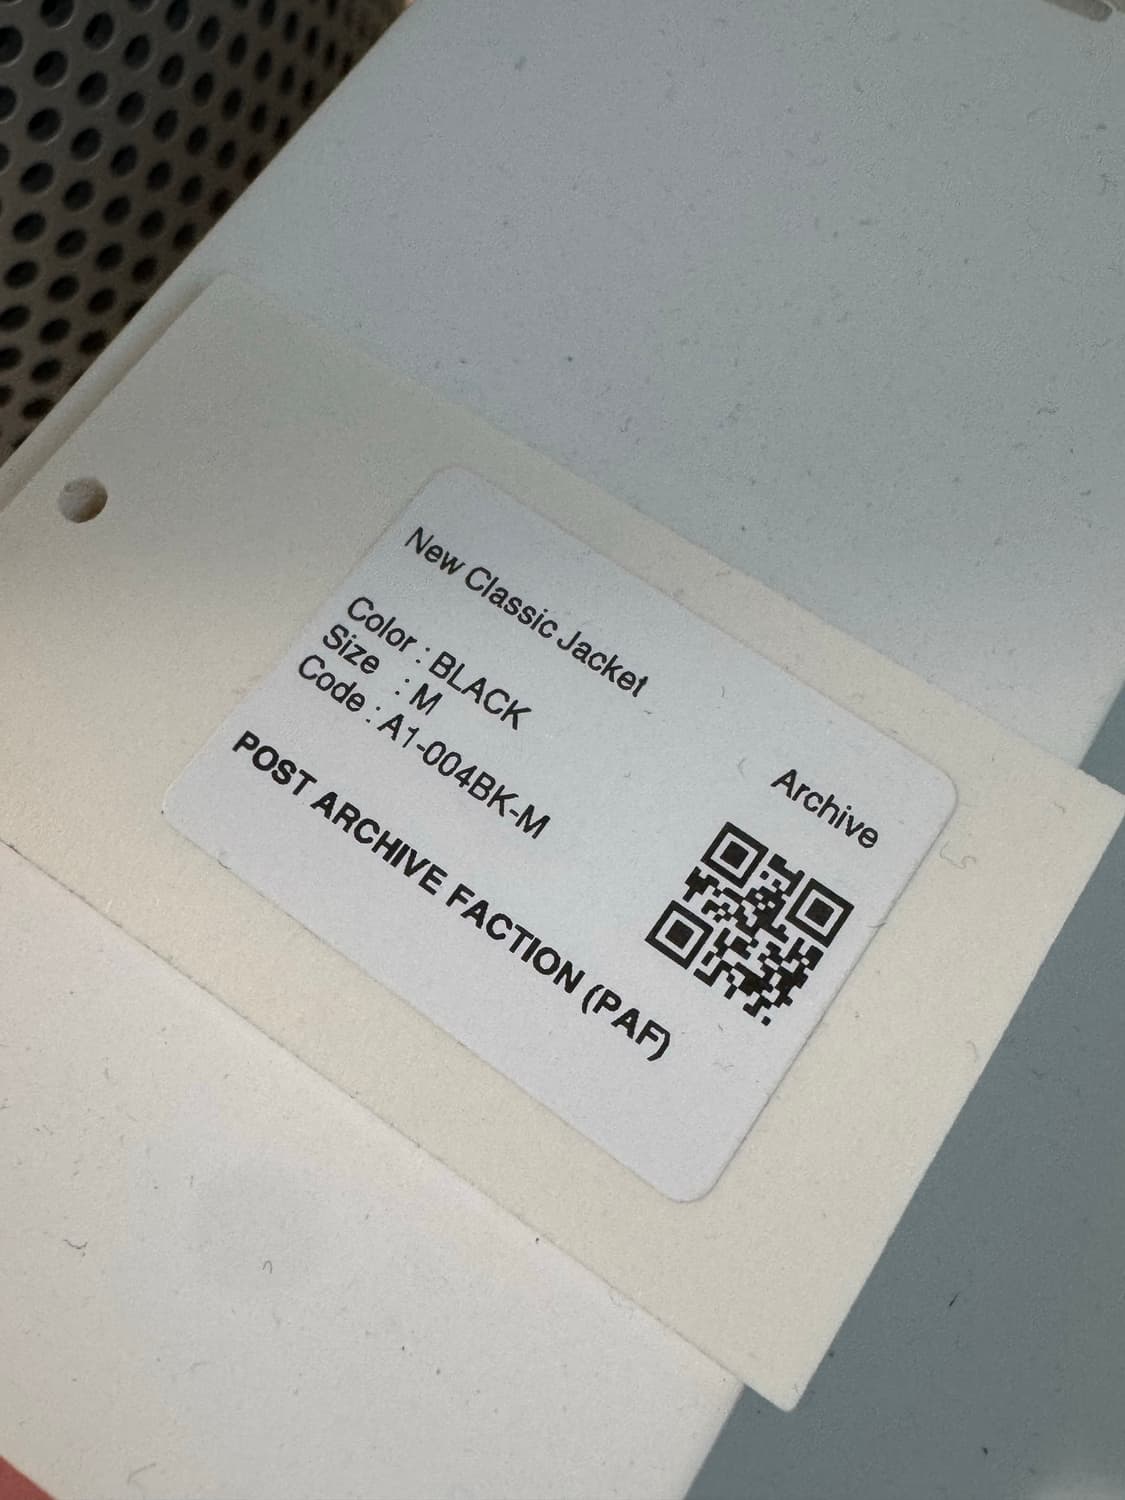 New Classic Jacket
Color : BLACK
Size : M
Code : A1-004BK-M
POST ARCHIVE FACTION (PAF)
Archive